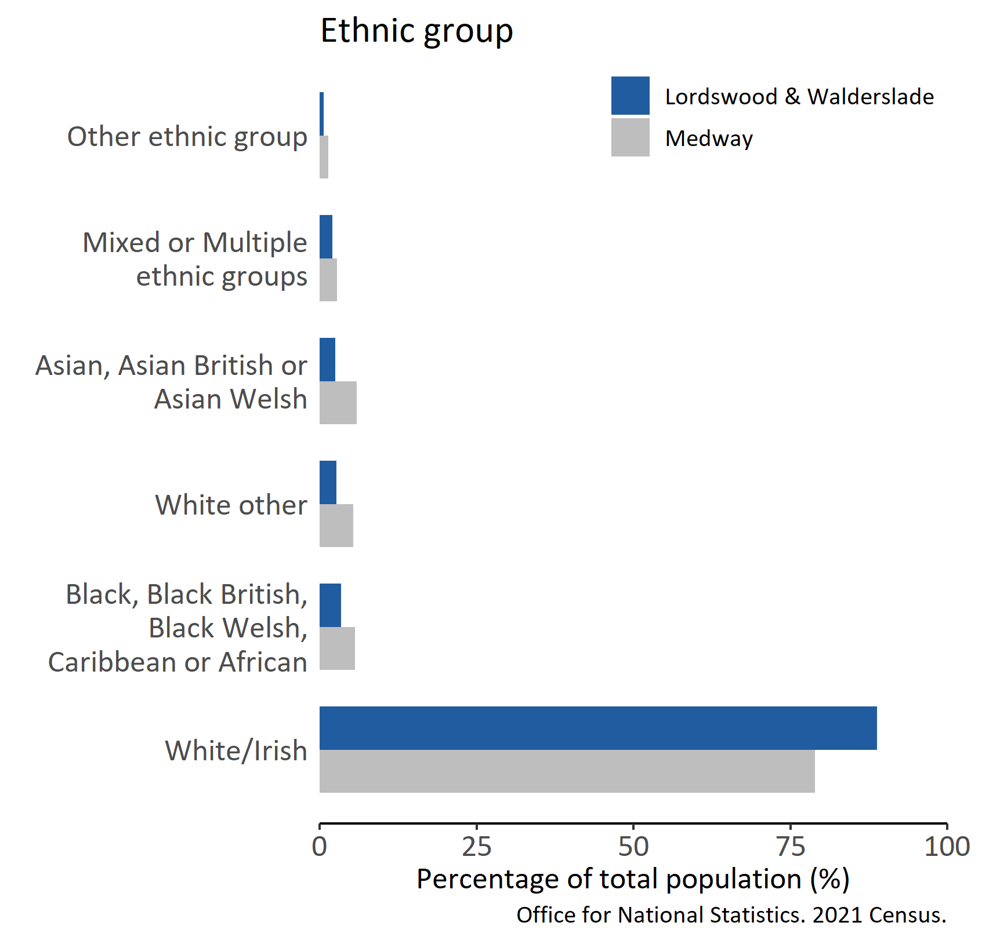 Ethnic group
Lordswood & Walderslade
Medway
Other ethnic group
Mixed or Multiple
ethnic groups
Asian, Asian British or
Asian Welsh
White other
Black, Black British,
Black Welsh,
Caribbean or African
White/Irish
0 25 50 75 100
Percentage of total population (%)
Office for National Statistics. 2021 Census.